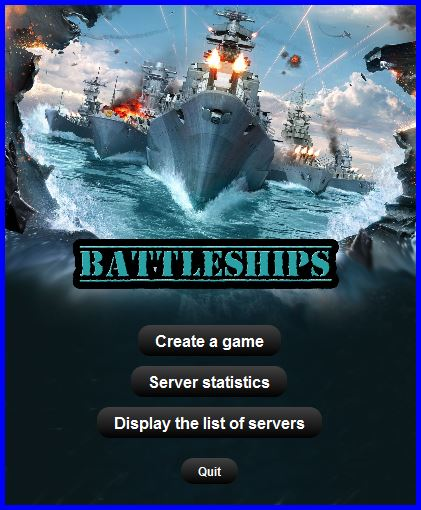 BATTLESHIPS
Create a game
Server statistics
Display the list of servers
Quit